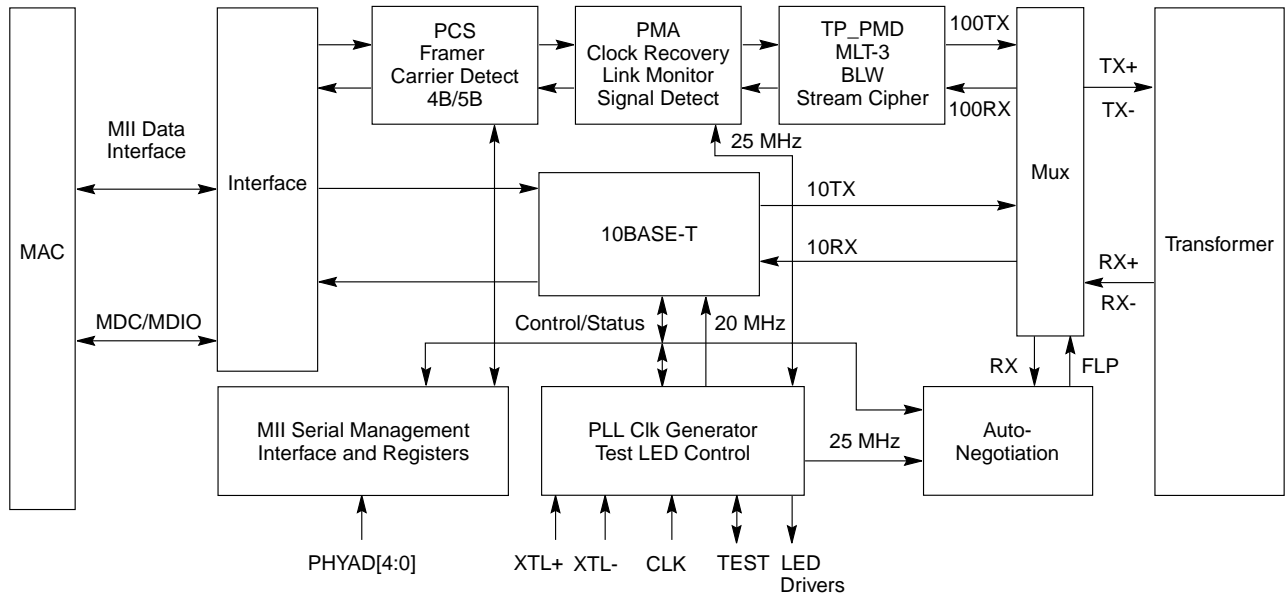 PCS
Framer
Carrier Detect
4B/5B
PMA
Clock Recovery
Link Monitor
Signal Detect
TP_PMD
MLT-3
BLW
Stream Cipher
100TX
100RX
TX+
TX-
MII Data
Interface
Interface
25 MHz
Mux
MAC
10BASE-T
10TX
10RX
Transformer
RX+
RX-
MDC/MDIO
Control/Status
20 MHz
RX
FLP
MII Serial Management
Interface and Registers
PLL Clk Generator
Test LED Control
25 MHz
Auto-
Negotiation
PHYAD[4:0]
XTL+
XTL-
CLK
TEST
LED
Drivers